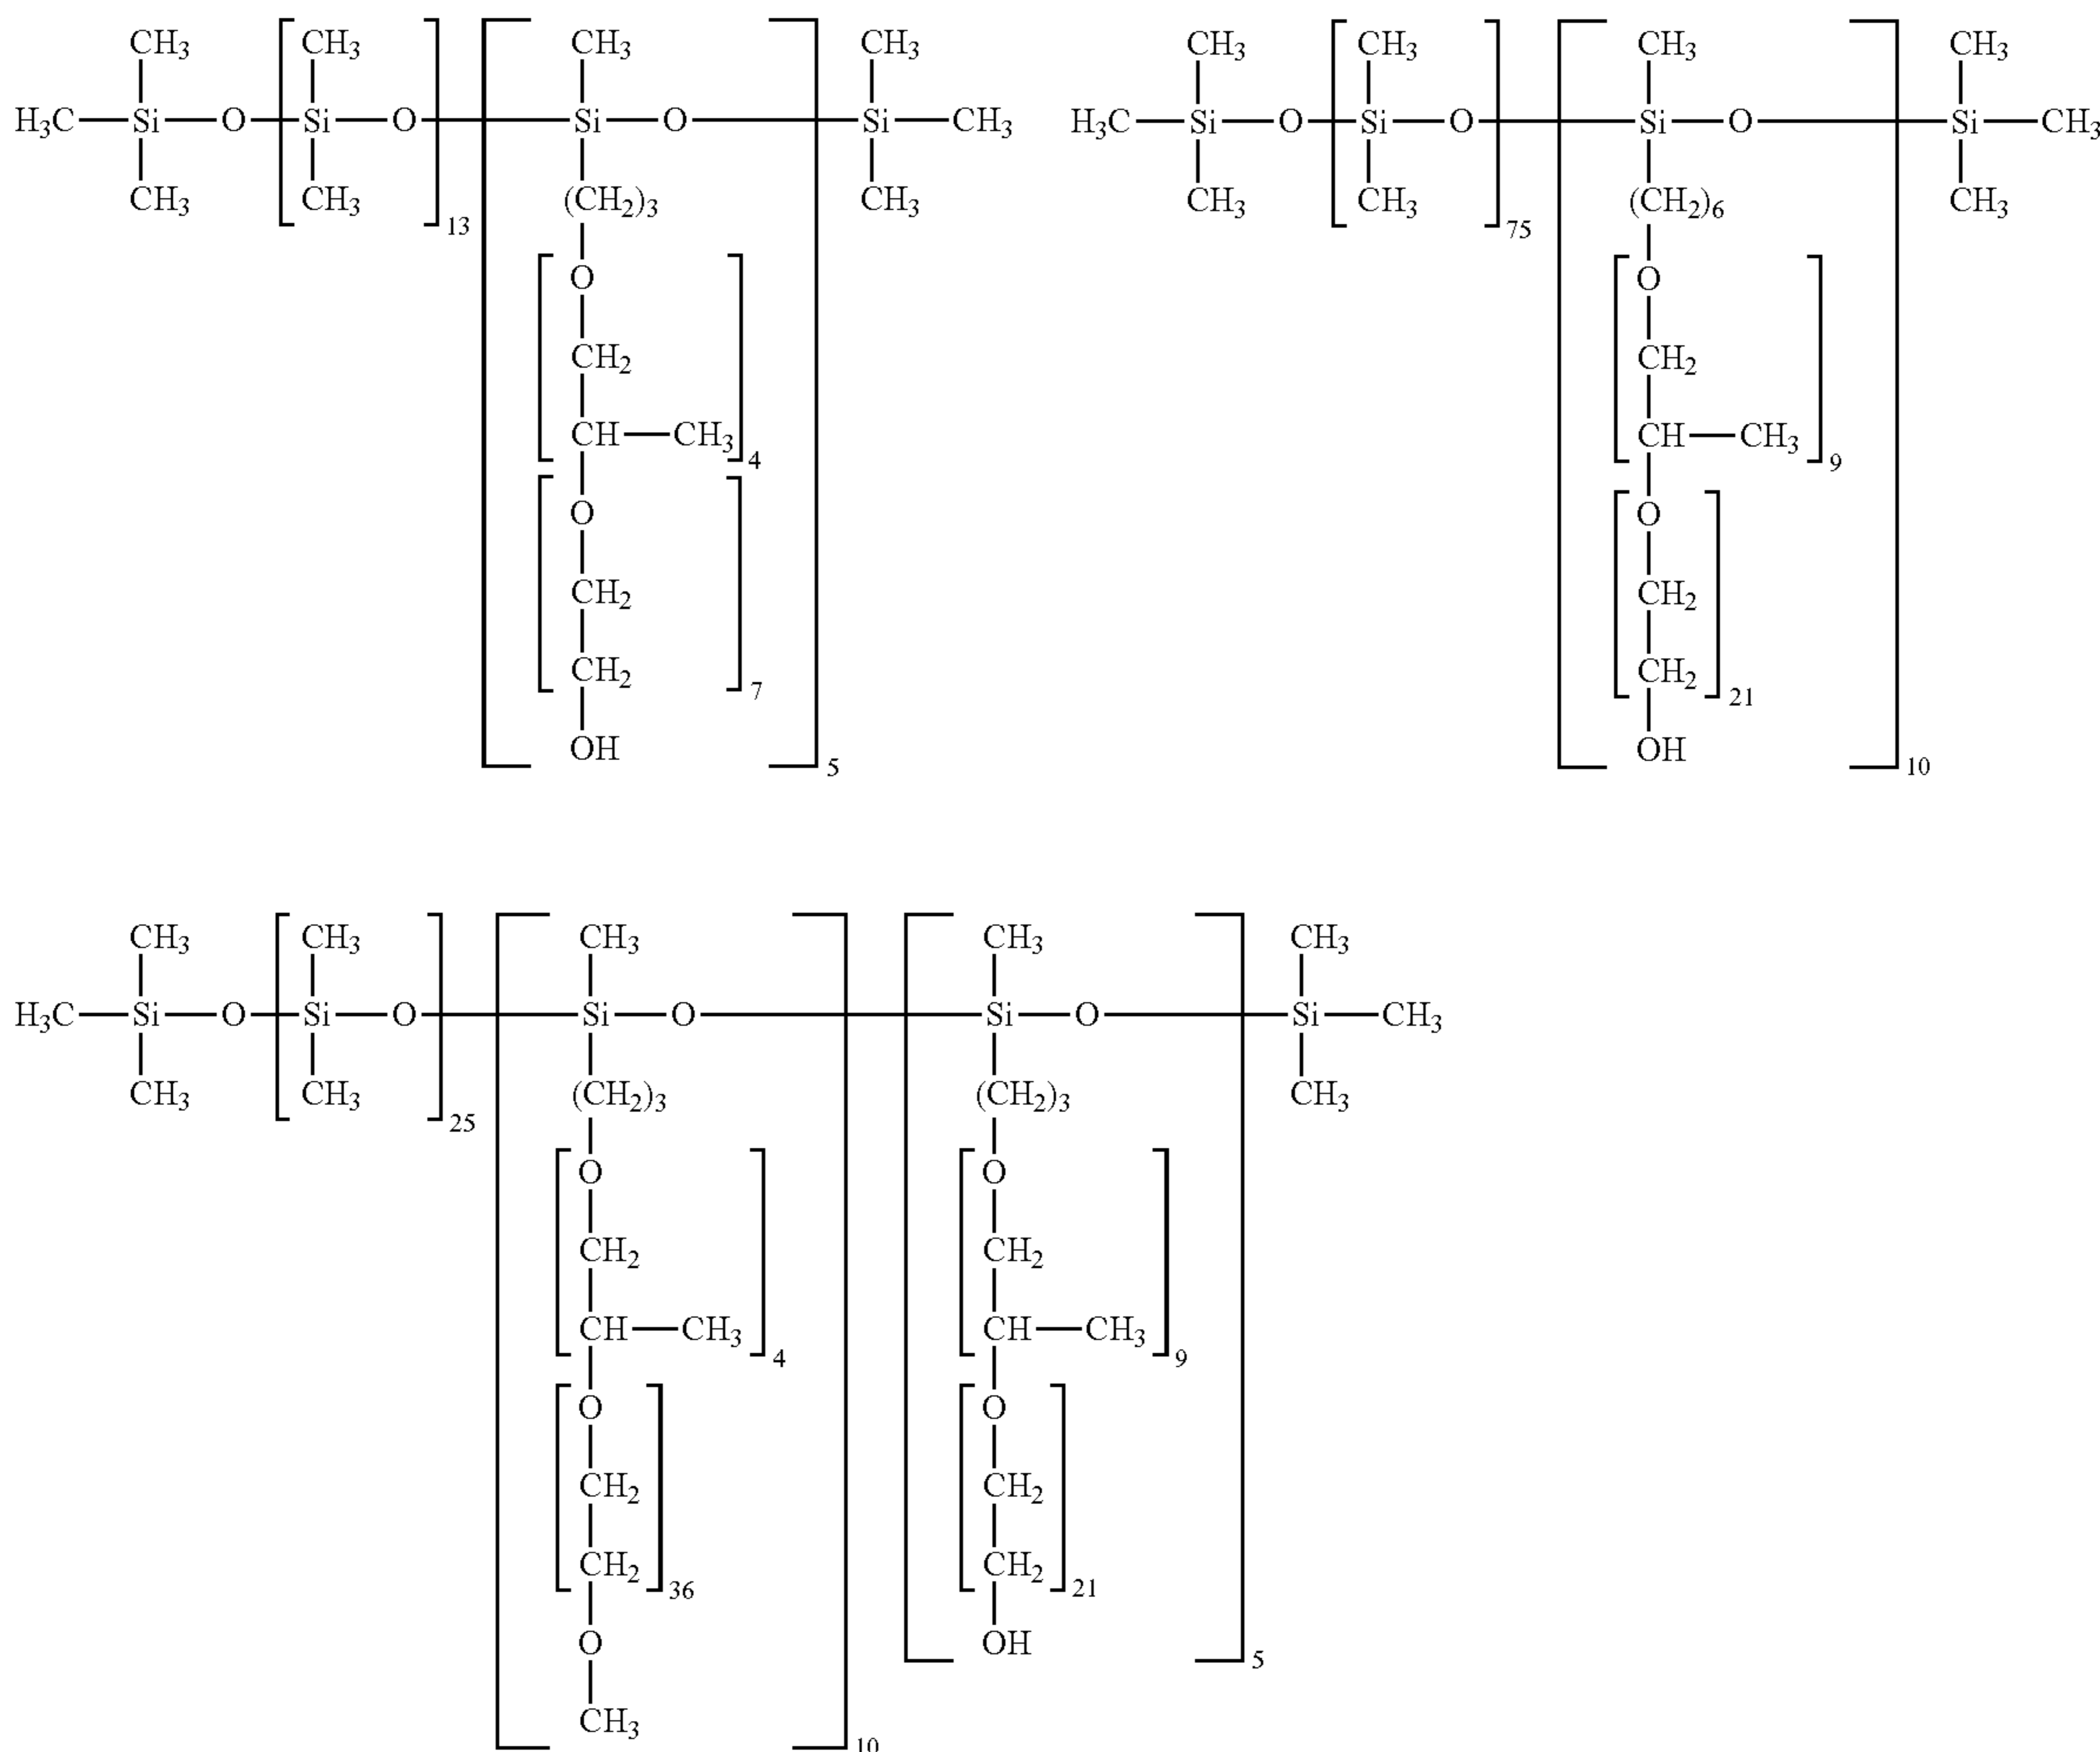 CH₃ CH₃ CH₃ CH₃ CH₃ CH₃ CH₃ CH₃
H₃C Si O Si O Si O Si CH₃ H₃C Si O Si O Si O Si CH₃
CH₃ CH₃ (CH₂)₃ CH₃ CH₃ CH₃ (CH₂)₆ CH₃
13 75
O O
CH₂ CH₂
CH CH₃ CH CH₃
4 9
O O
CH₂ CH₂
CH₂ CH₂
7 21
OH OH
5 10
CH₃ CH₃ CH₃ CH₃ CH₃
H₃C Si O Si O Si O Si O Si CH₃
CH₃ CH₃ (CH₂)₃ (CH₂)₃ CH₃
25
O O
CH₂ CH₂
CH CH₃ CH CH₃
4 9
O O
CH₂ CH₂
CH₂ CH₂
36 21
O OH
5
CH₃
10